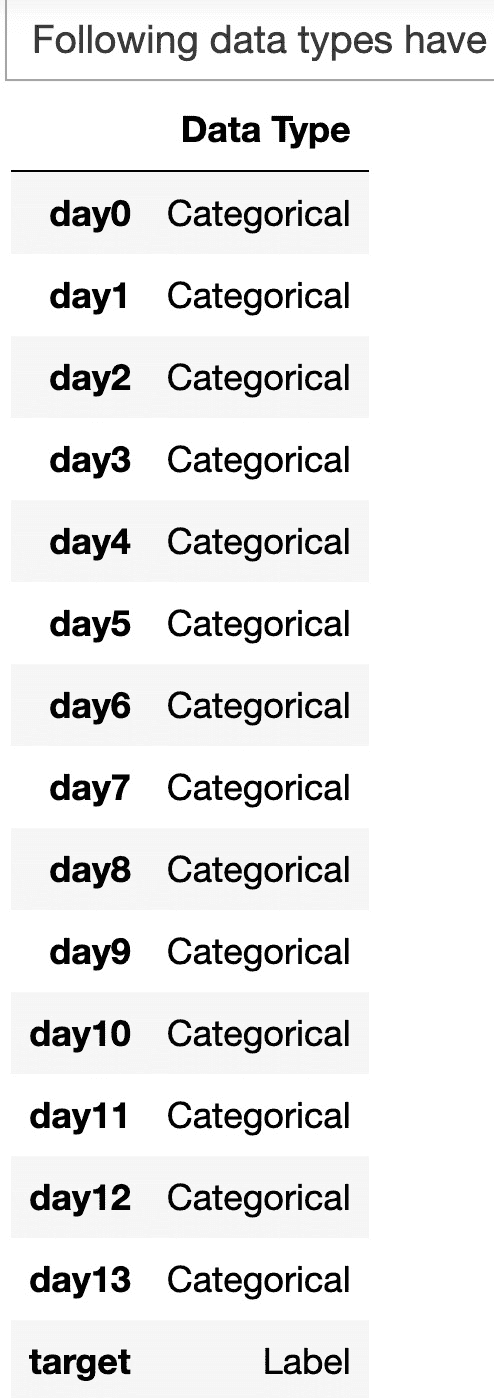 Following data types have
Data Type
day0 Categorical
day1 Categorical
day2 Categorical
day3 Categorical
day4 Categorical
day5 Categorical
day6 Categorical
day7 Categorical
day8 Categorical
day9 Categorical
day10 Categorical
day11 Categorical
day12 Categorical
day13 Categorical
target Label